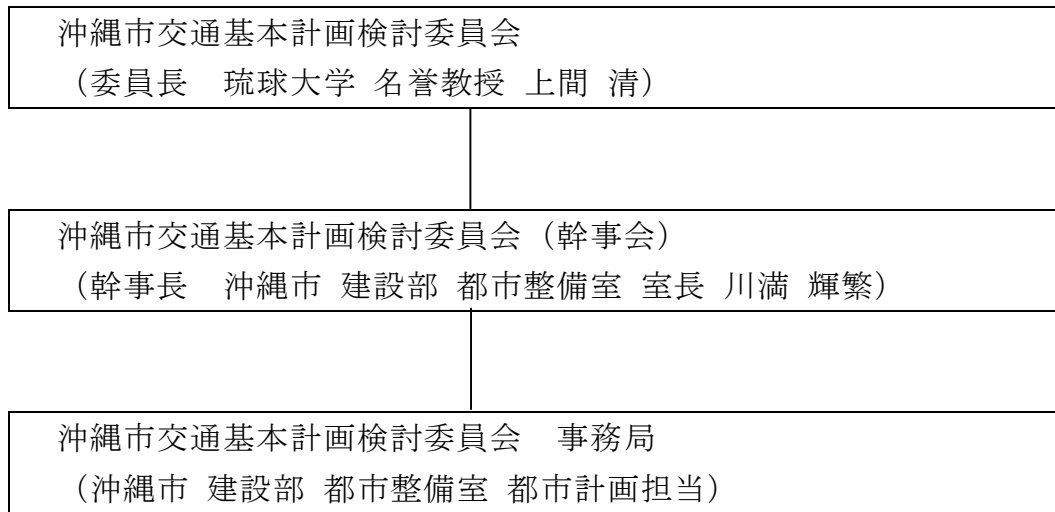 沖縄市交通基本計画検討委員会
（委員長　琉球大学 名誉教授 上間 清）
沖縄市交通基本計画検討委員会（幹事会）
（幹事長　沖縄市 建設部 都市整備室 室長 川満 輝繁）
沖縄市交通基本計画検討委員会　事務局
（沖縄市 建設部 都市整備室 都市計画担当）